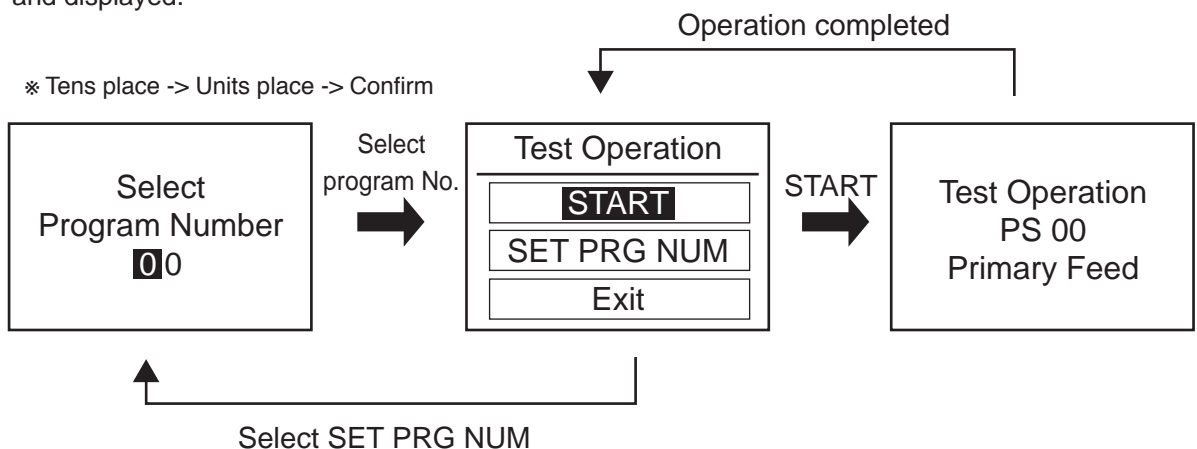 and displayed.
Operation completed
※ Tens place -> Units place -> Confirm
Select
Program Number
00
Select
program No.
Test Operation
START
SET PRG NUM
Exit
START
Test Operation
PS 00
Primary Feed
Select SET PRG NUM